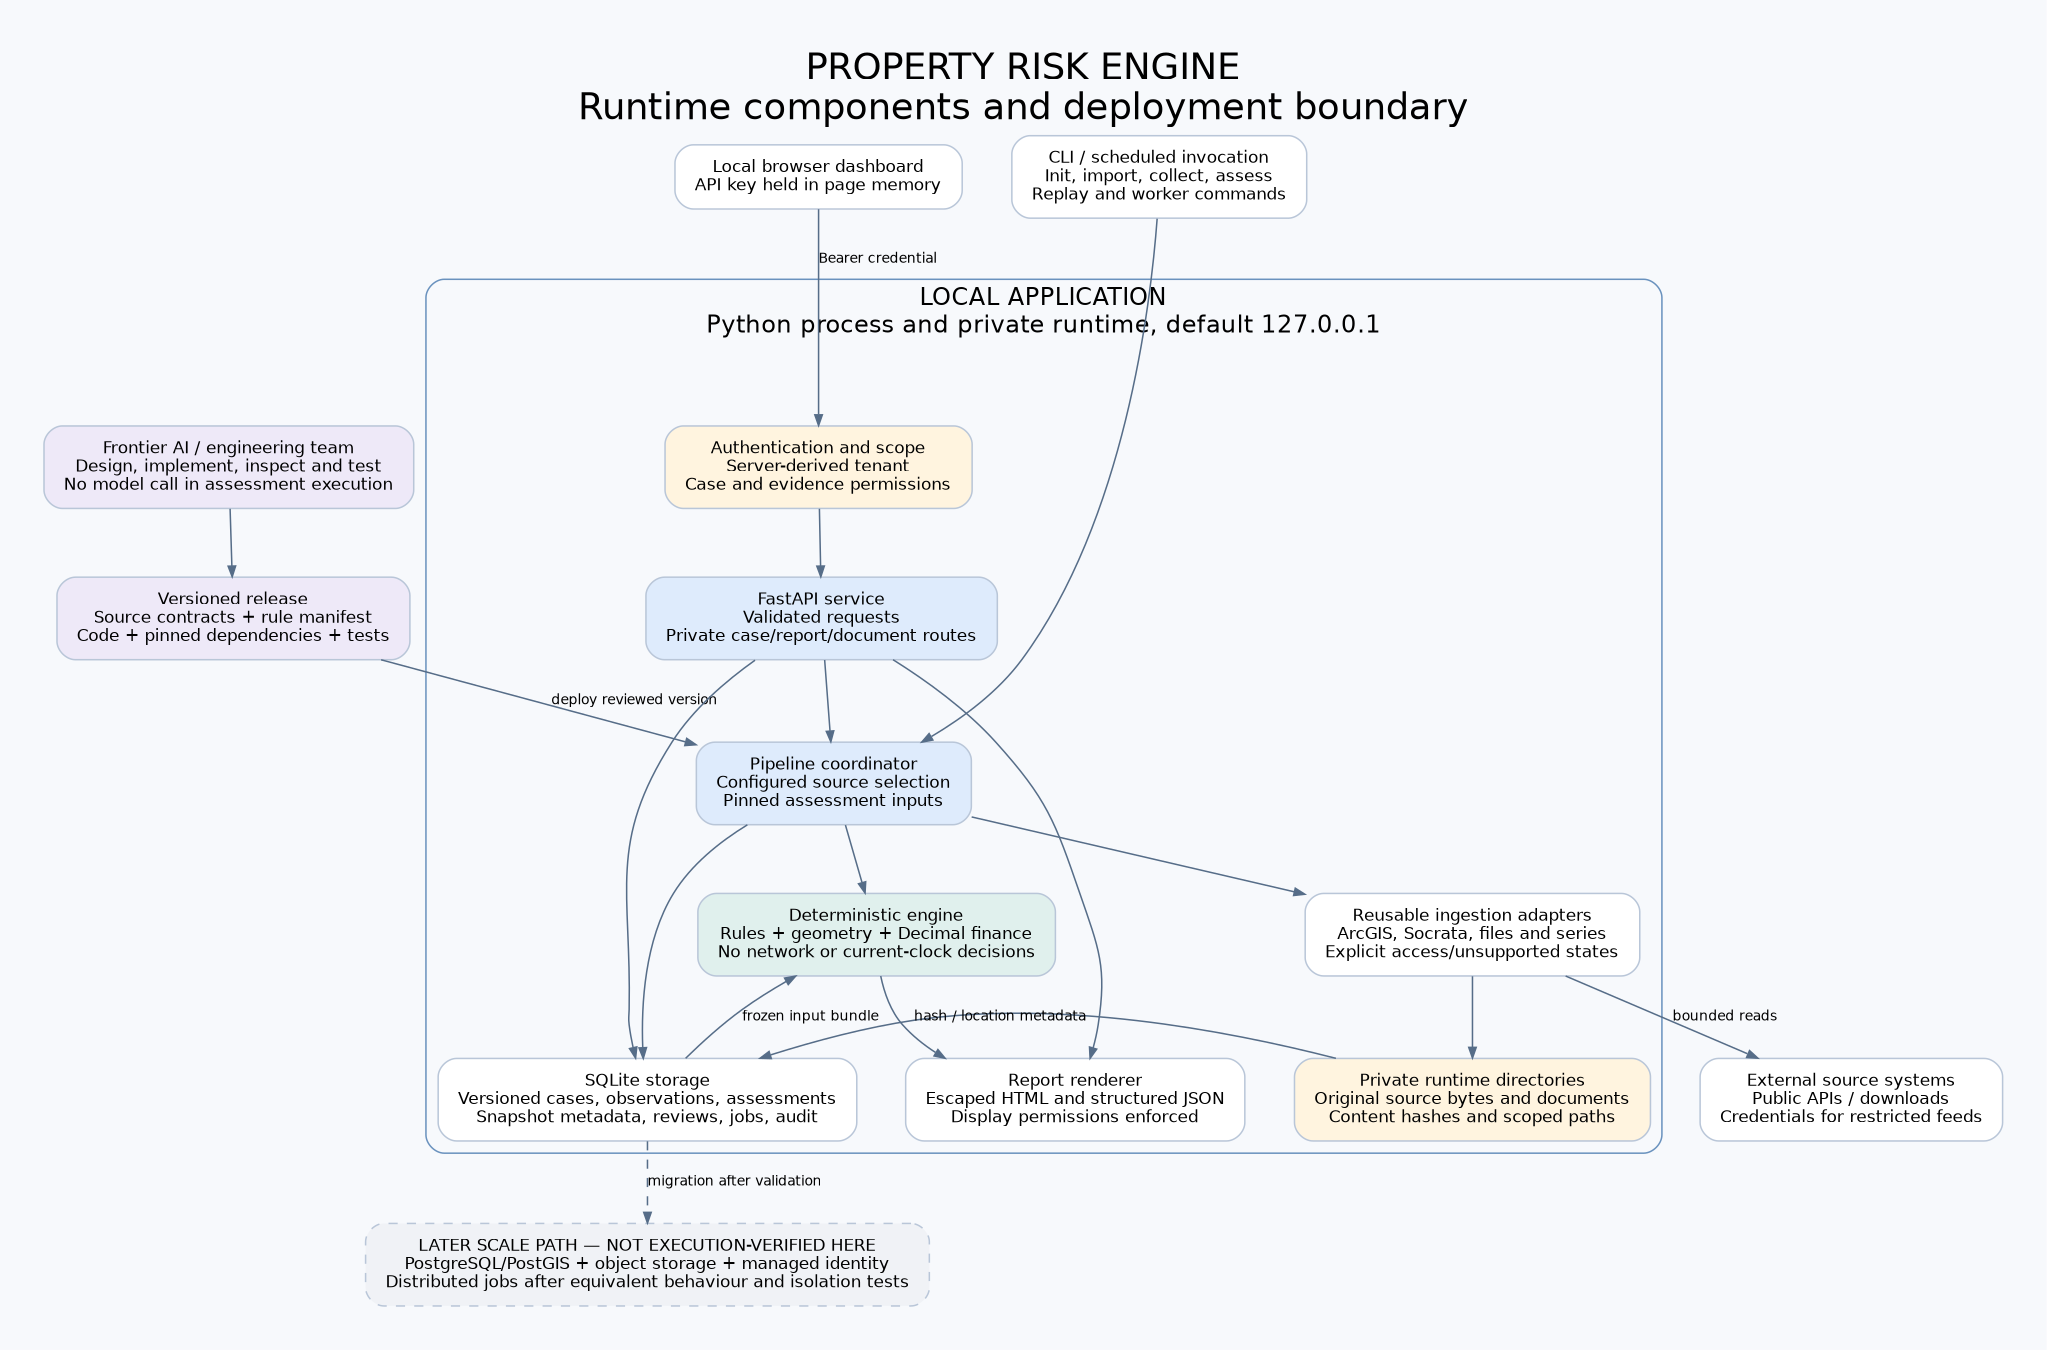 PROPERTY RISK ENGINE
Runtime components and deployment boundary
Local browser dashboard
API key held in page memory
CLI / scheduled invocation
Init, import, collect, assess
Replay and worker commands
Bearer credential
LOCAL APPLICATION
Python process and private runtime, default 127.0.0.1
Frontier AI / engineering team
Design, implement, inspect and test
No model call in assessment execution
Authentication and scope
Server-derived tenant
Case and evidence permissions
Versioned release
Source contracts + rule manifest
Code + pinned dependencies + tests
FastAPI service
Validated requests
Private case/report/document routes
deploy reviewed version
Pipeline coordinator
Configured source selection
Pinned assessment inputs
Deterministic engine
Rules + geometry + Decimal finance
No network or current-clock decisions
Reusable ingestion adapters
ArcGIS, Socrata, files and series
Explicit access/unsupported states
frozen input bundle
hash / location metadata
bounded reads
SQLite storage
Versioned cases, observations, assessments
Snapshot metadata, reviews, jobs, audit
Report renderer
Escaped HTML and structured JSON
Display permissions enforced
Private runtime directories
Original source bytes and documents
Content hashes and scoped paths
External source systems
Public APIs / downloads
Credentials for restricted feeds
migration after validation
LATER SCALE PATH — NOT EXECUTION-VERIFIED HERE
PostgreSQL/PostGIS + object storage + managed identity
Distributed jobs after equivalent behaviour and isolation tests